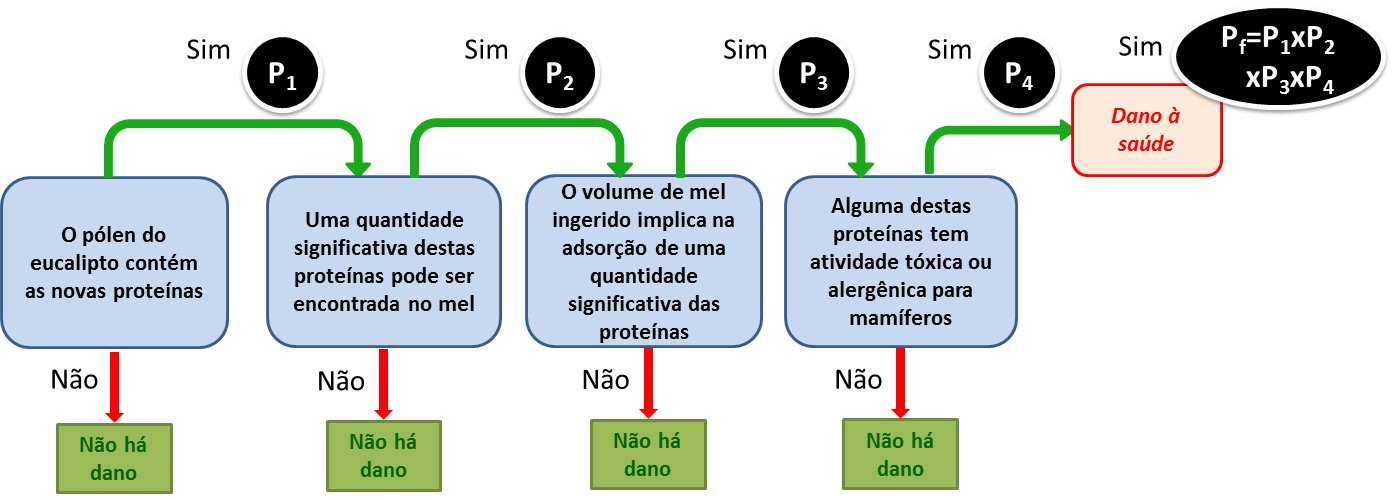 Sim
P1
Sim
P2
Sim
P3
Sim
P4
Sim
Pf=P1xP2
xP3xP4
Dano à
saúde
O pólen do
eucalipto contém
as novas proteínas
Uma quantidade
significativa destas
proteínas pode ser
encontrada no mel
O volume de mel
ingerido implica na
adsorção de uma
quantidade
significativa das
proteínas
Alguma destas
proteínas tem
atividade tóxica ou
alergênica para
mamíferos
Não
Não
Não
Não
Não há
dano
Não há
dano
Não há
dano
Não há
dano